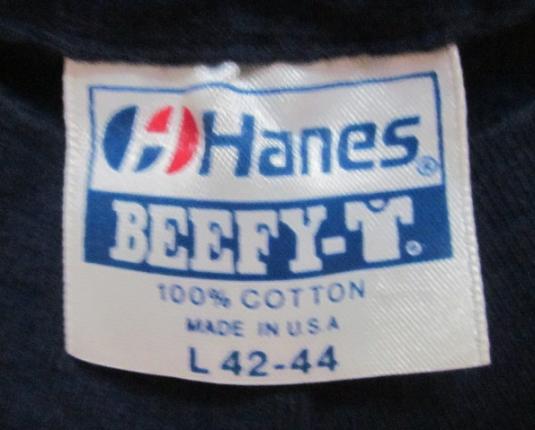 Hanes®
BEEFY-T®
100% COTTON
MADE IN U.S.A
L 42-44